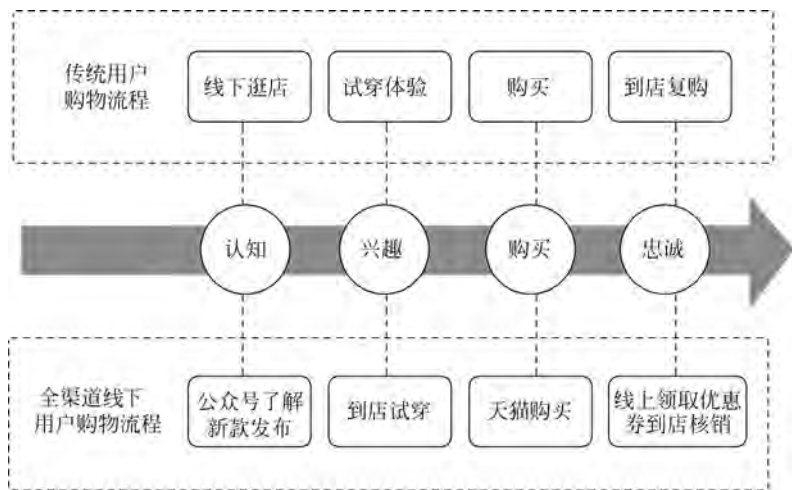 传统用户
购物流程
线下逛店
试穿体验
购买
到店复购
认知
兴趣
购买
忠诚
全渠道线下
用户购物流程
公众号了解
新款发布
到店试穿
天猫购买
线上领取优惠
券到店核销